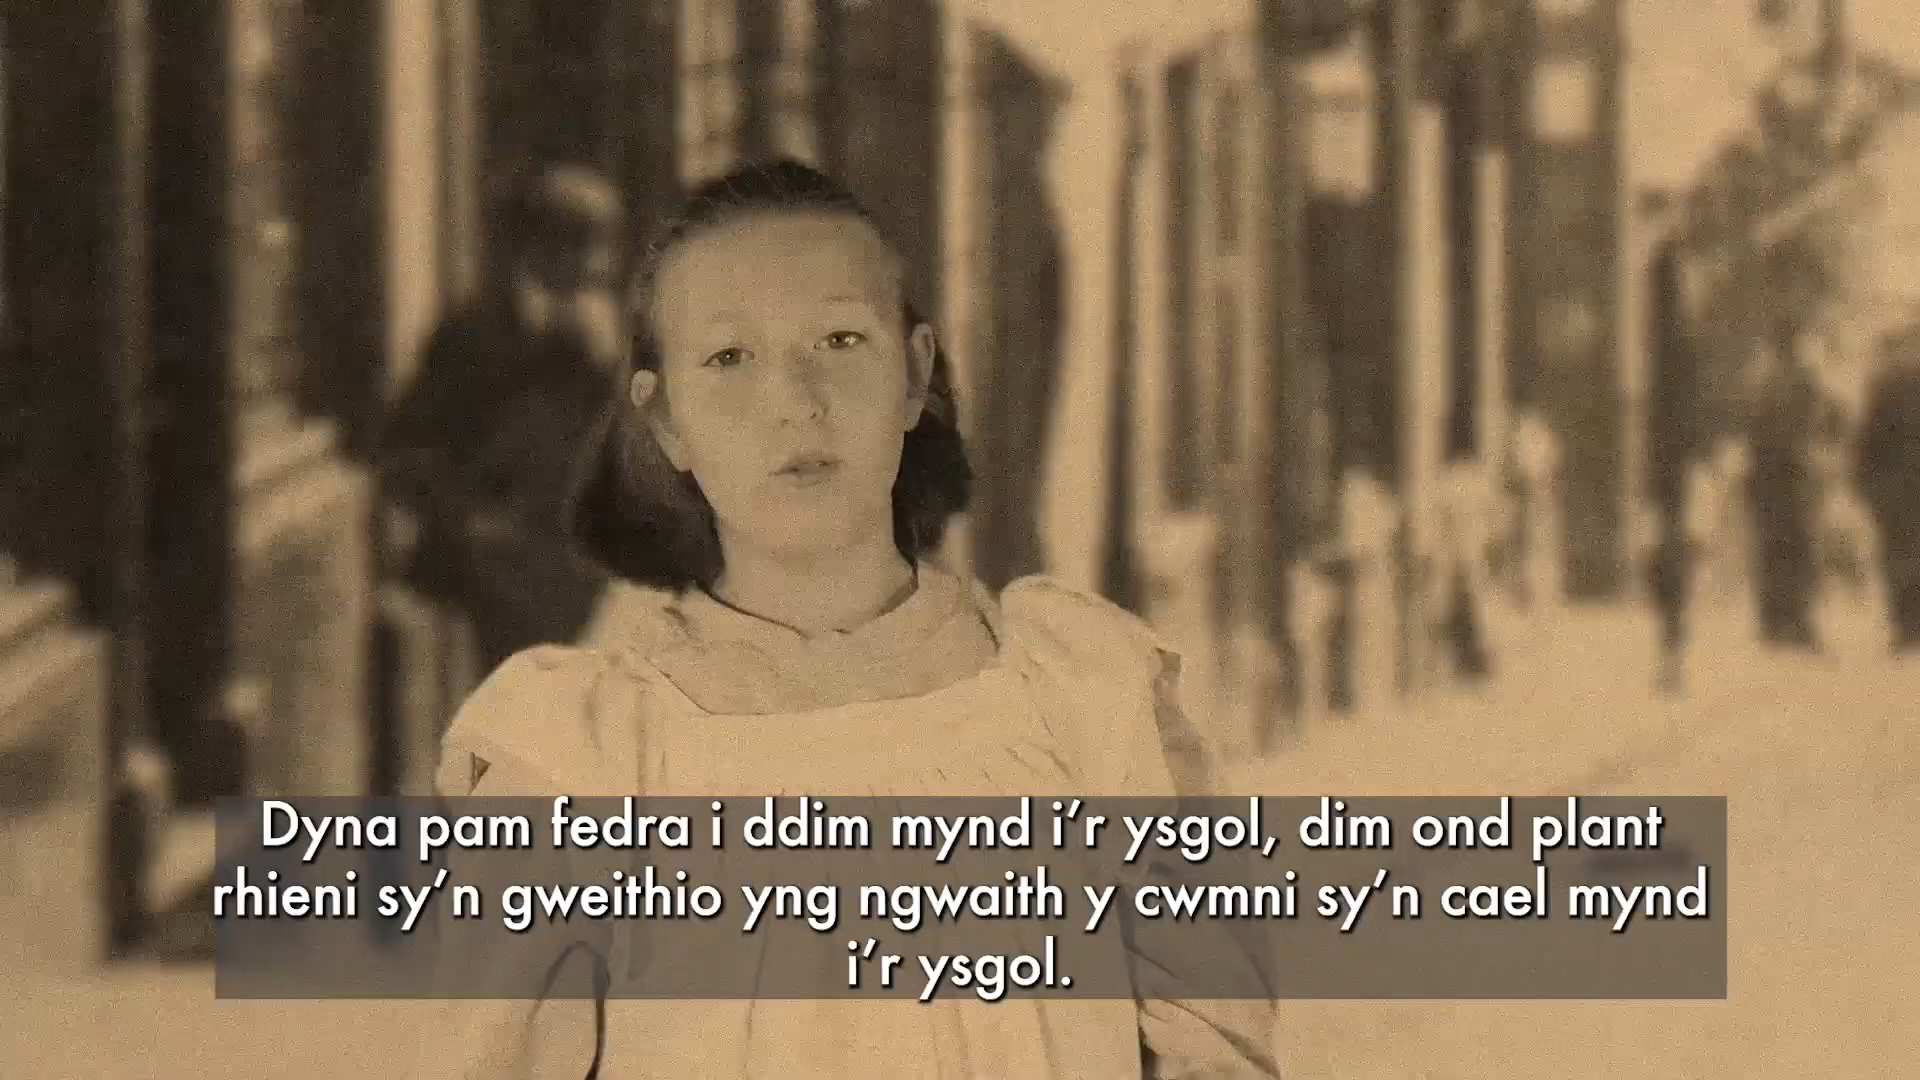 Dyna pam fedra i ddim mynd i’r ysgol, dim ond plant
rhieni sy’n gweithio yng ngwaith y cwmni sy’n cael mynd
i’r ysgol.